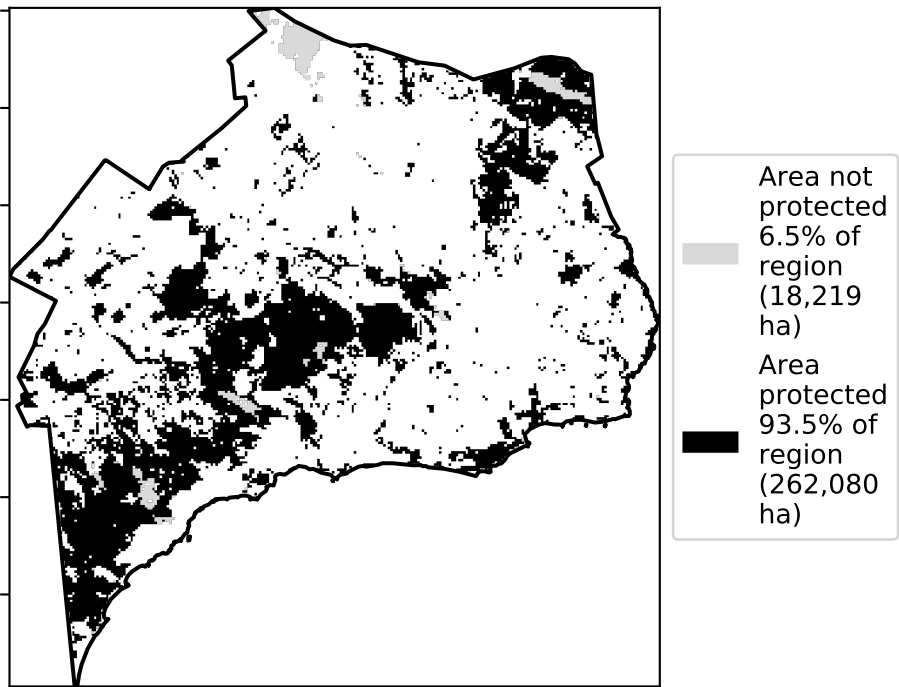 Area not
protected
6.5% of
region
(18,219
ha)
Area
protected
93.5% of
region
(262,080
ha)